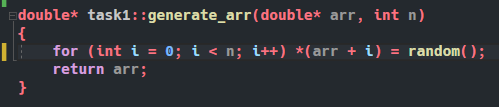 double* task1::generate_arr(double* arr, int n)
{
    for (int i = 0; i < n; i++) *(arr + i) = random();
    return arr;
}